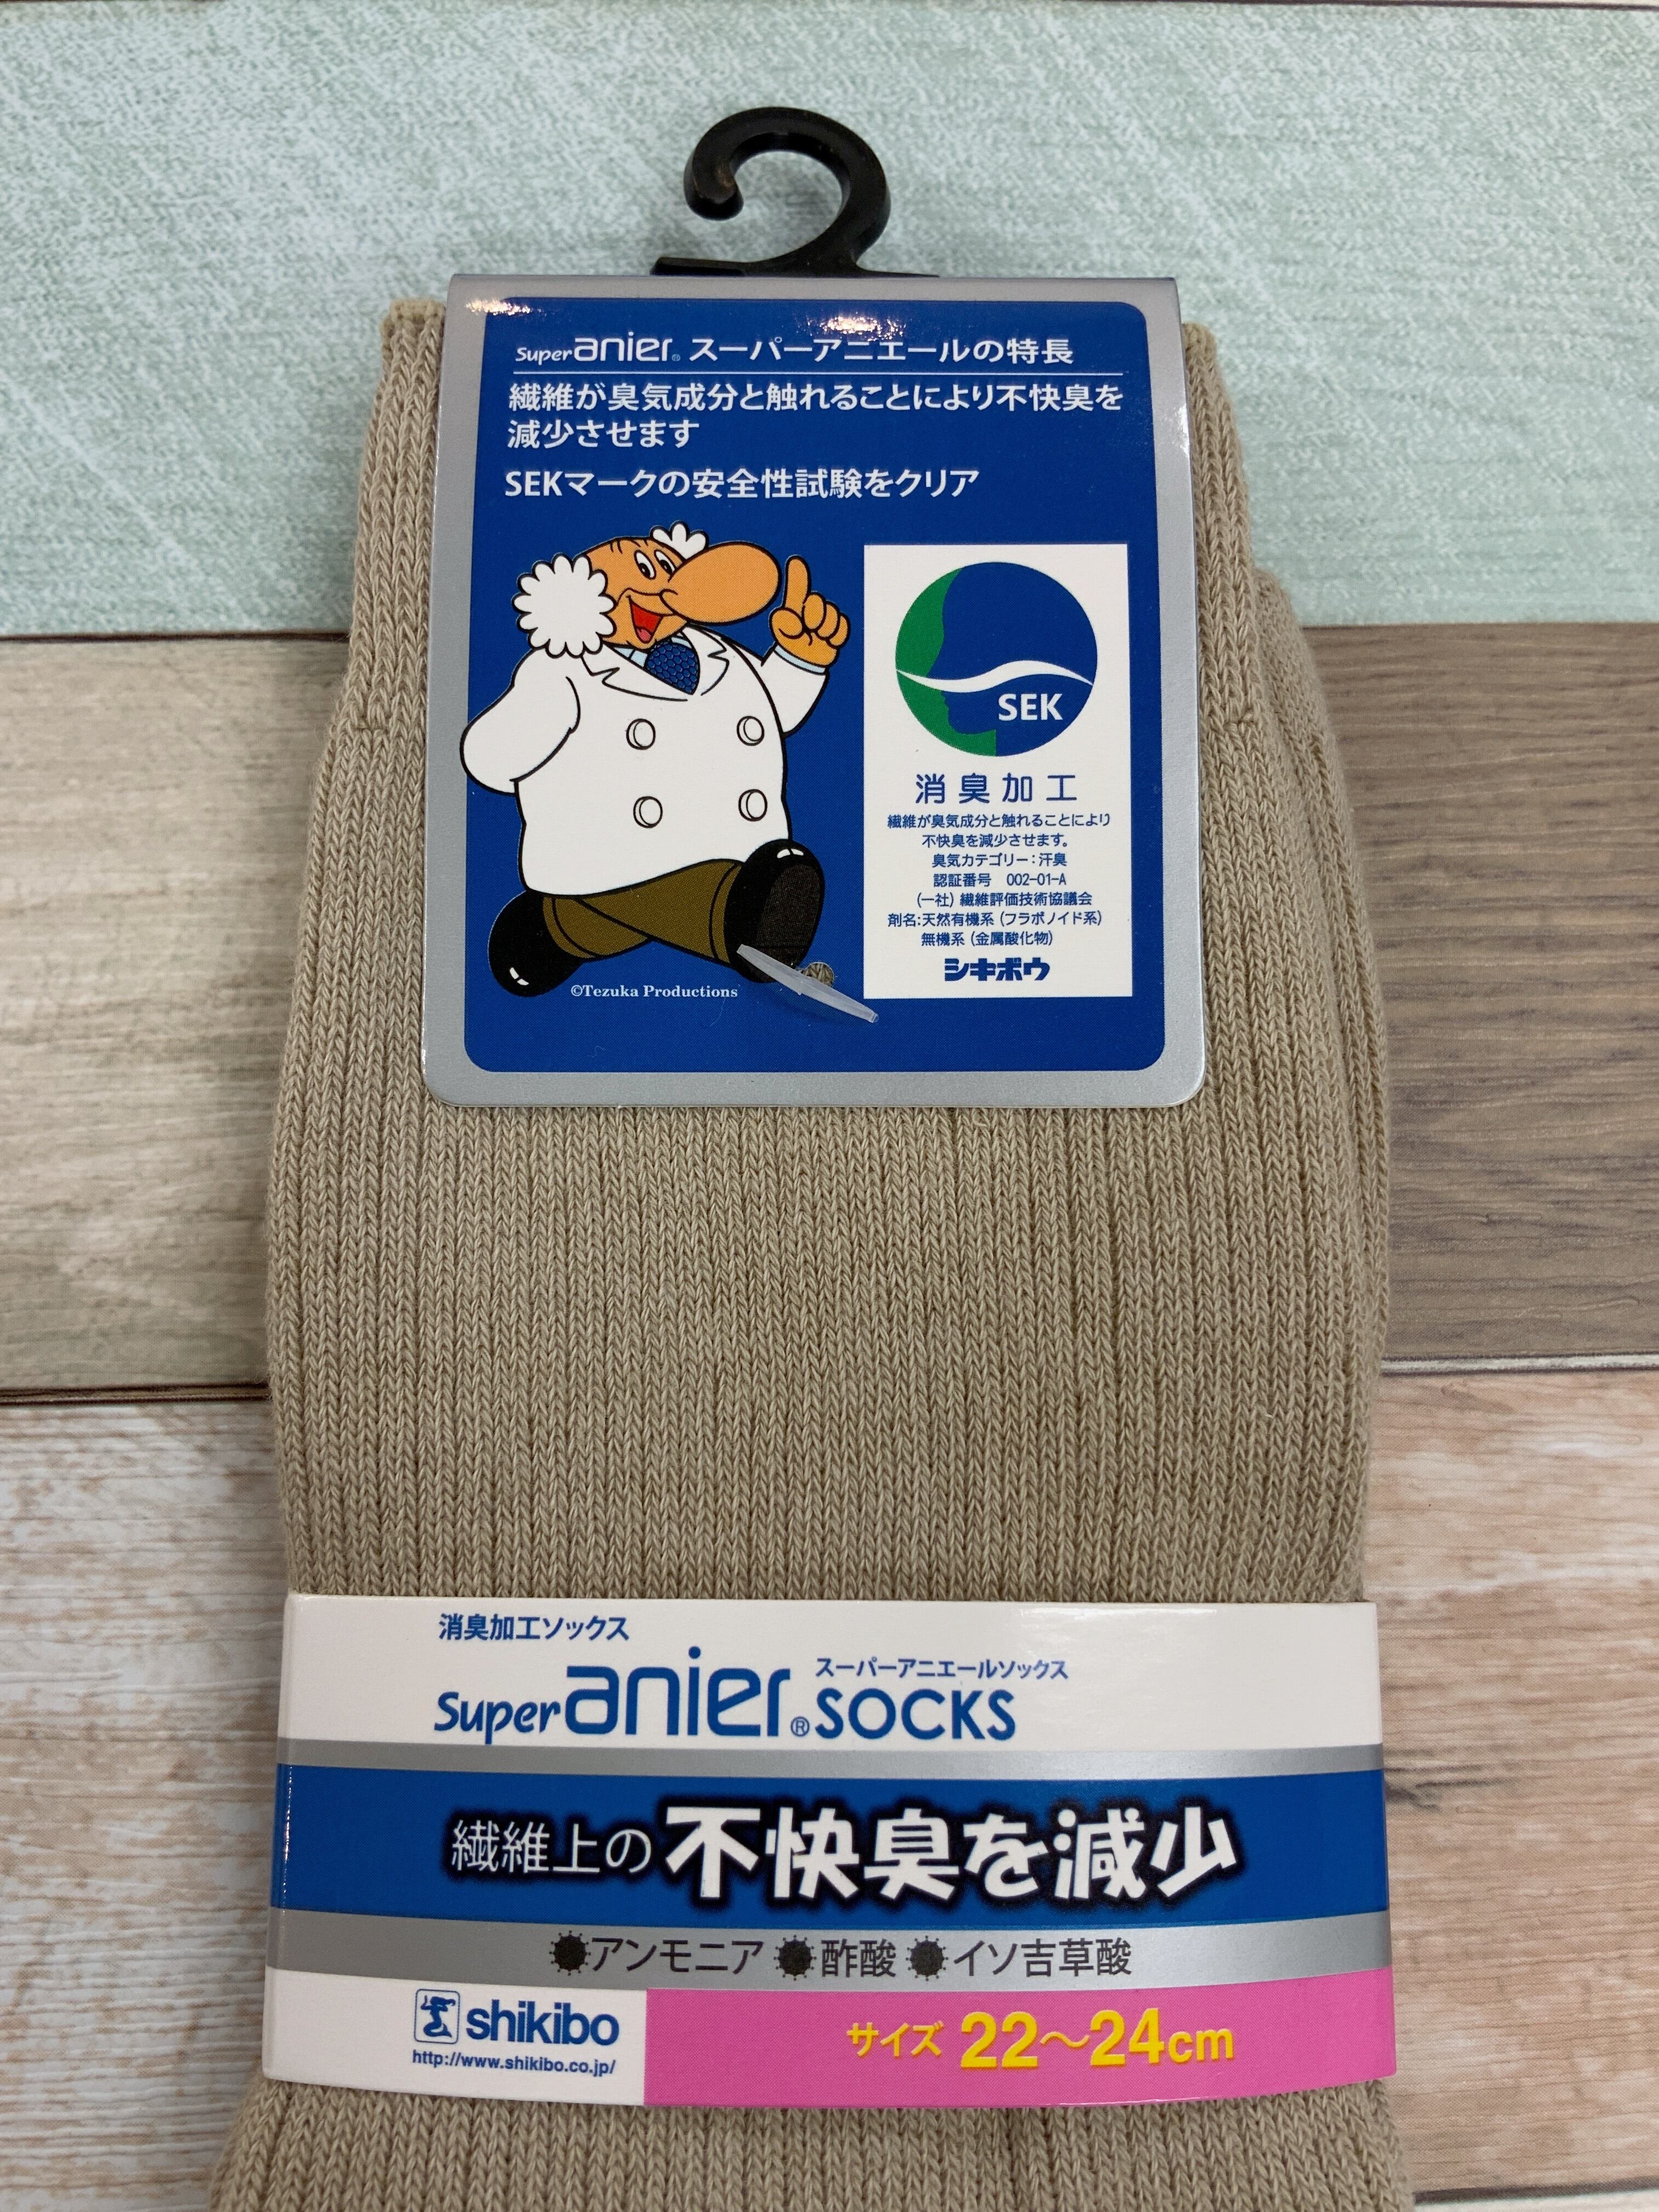 Super anier® スーパーアニエールの特長
繊維が臭気成分と触れることにより不快臭を
減少させます
SEKマークの安全性試験をクリア
SEK
消臭加工
繊維が臭気成分と触れることにより
不快臭を減少させます。
臭気カテゴリー：汗臭
認証番号　002-01-A
(一社) 繊維評価技術協議会
剤名:天然有機系 (フラボノイド系)
無機系 (金属酸化物)
シキボウ
©Tezuka Productions
消臭加工ソックス
スーパーアニエールソックス
Super anier® SOCKS
繊維上の不快臭を減少
アンモニア 酢酸 イソ吉草酸
shikibo
http://www.shikibo.co.jp/
サイズ 22～24cm